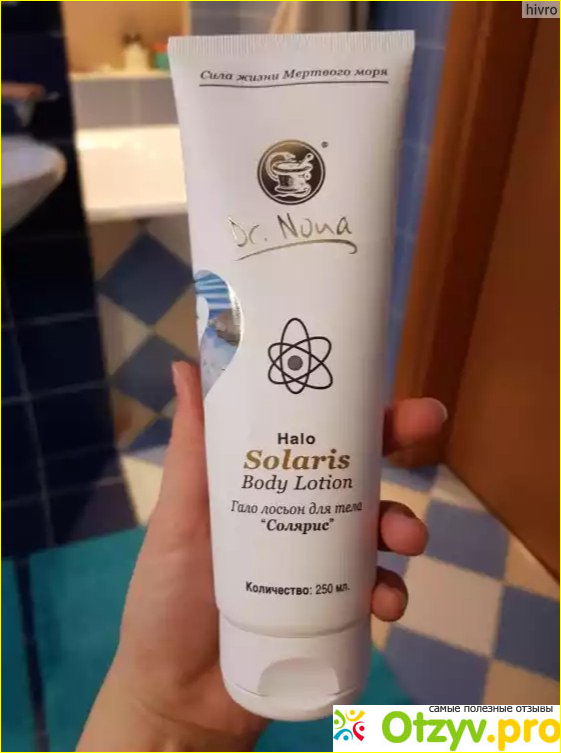 hivro
Сила жизни Мертвого моря
Dr. Nona
Halo
Solaris
Body Lotion
Гало лосьон для тела
"Солярис"
Количество: 250 мл.
самые полезные отзывы
Otzyv.pro